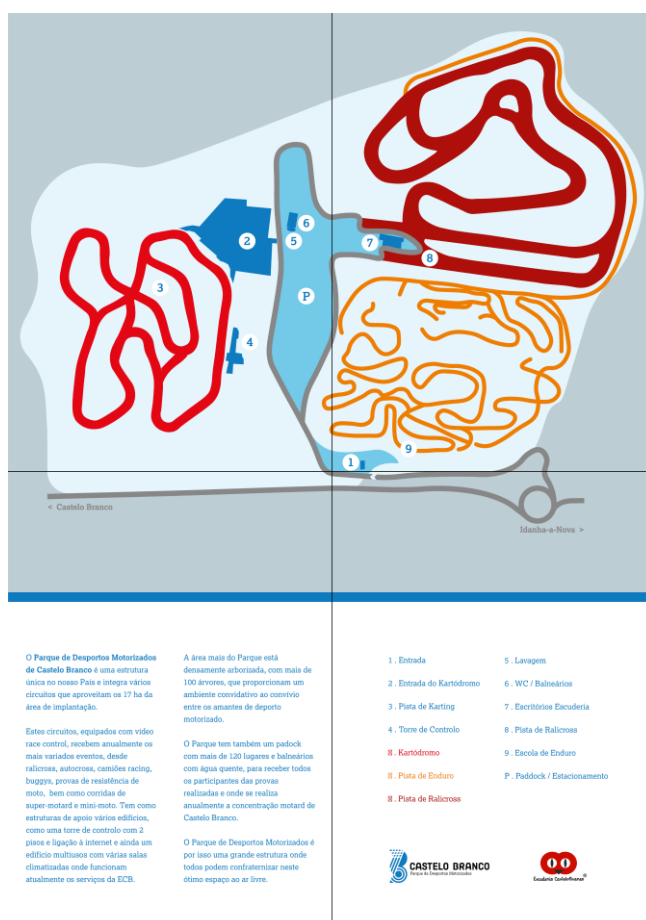 6
2
5
7
8
3
P
4
9
1
< Castelo Branco
Idanha-a-Nova >
O Parque de Desportos Motorizados
de Castelo Branco é uma estrutura
única no nosso País e integra vários
circuitos que aproveitam os 17 ha da
área de implantação.
Estes circuitos, equipados com vídeo
race control, recebem anualmente os
mais variados eventos, desde
ralicross, autocross, camiões racing,
buggys, provas de resistência de
moto, bem como corridas de
super-motard e mini-moto. Tem como
estruturas de apoio vários edifícios,
como uma torre de controlo com 2
pisos e ligação à internet e ainda um
edifício multiusos com várias salas
climatizadas onde funcionam
atualmente os serviços da ECB.
A área mais do Parque está
densamente arborizada, com mais de
100 árvores, que proporcionam um
ambiente convidativo ao convívio
entre os amantes de deporto
motorizado.
O Parque tem também um padock
com mais de 120 lugares e balneários
com água quente, para receber todos
os participantes das provas
realizadas e onde se realiza
anualmente a concentração motard de
Castelo Branco.
O Parque de Desportos Motorizados é
por isso uma grande estrutura onde
todos podem confraternizar neste
ótimo espaço ao ar livre.
1 . Entrada
2 . Entrada do Kartódromo
3 . Pista de Karting
4 . Torre de Controlo
. Kartódromo
. Pista de Enduro
. Pista de Ralicross
5 . Lavagem
6 . WC / Balneários
7 . Escritórios Escuderia
8 . Pista de Ralicross
9 . Escola de Enduro
P . Paddock / Estacionamento
CASTELO BRANCO
Parque de Desportos Motorizados
Escuderia Castelo Branco